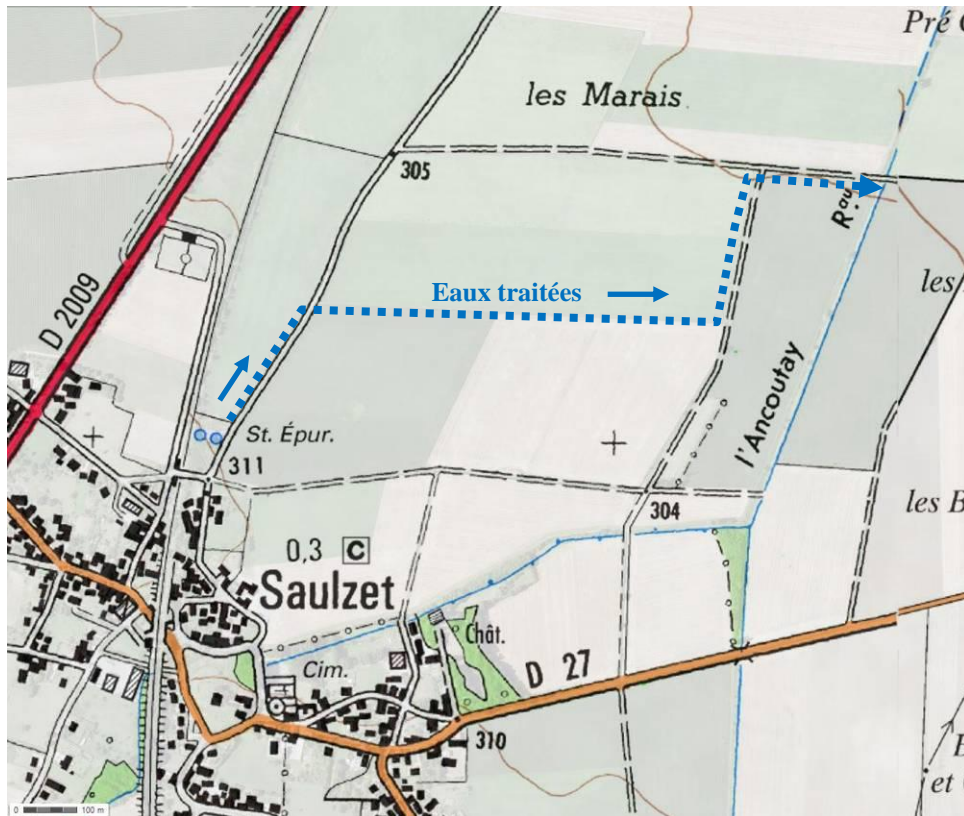 Pré
les Marais
305
R.au
D 2009
les
Eaux traitées
l'Ancoutay
St. Épur.
311
304
les B
0,3 C
Saulzet
Chât.
Cim.
D 27
310
et
0 100 m